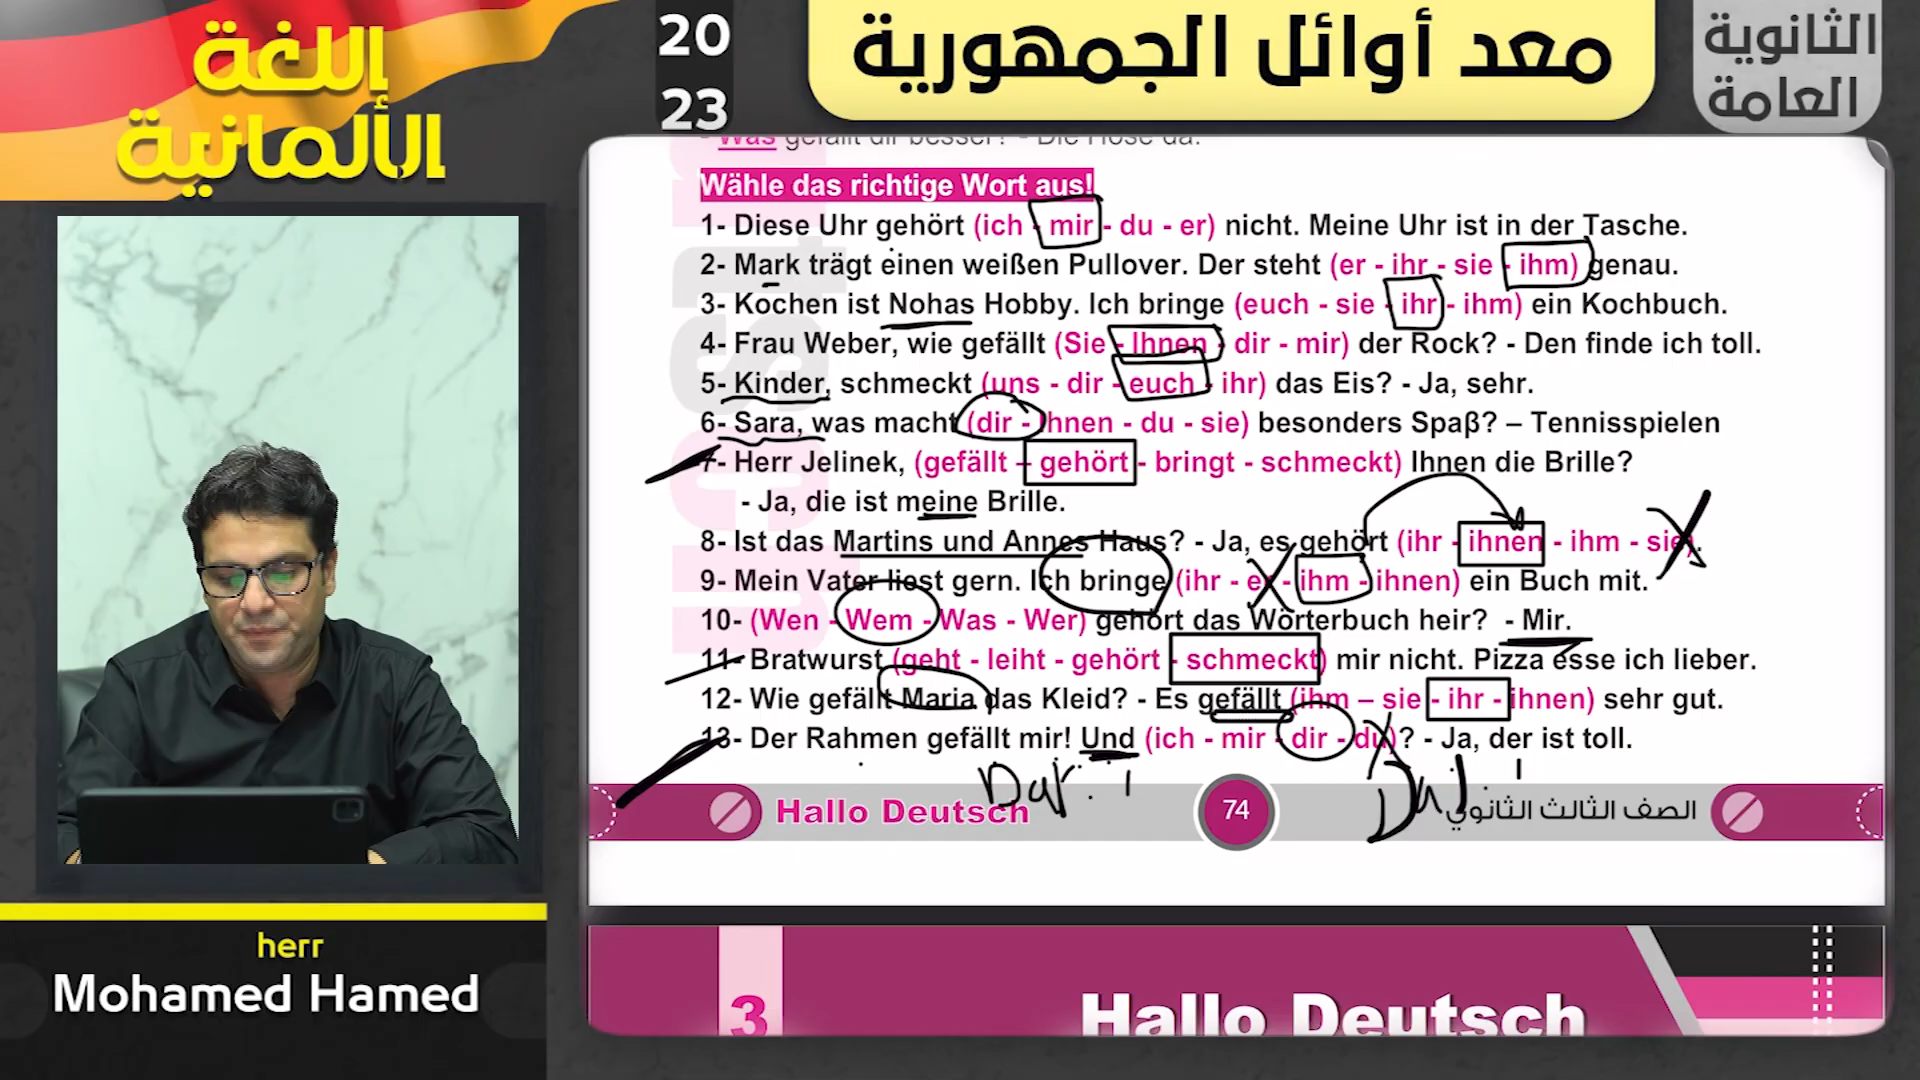 اللغة
الألمانية
20
23
معد أوائل الجمهورية
الثانوية
العامة
- Was gefällt dir besser? - Die Hose da.
Wähle das richtige Wort aus!
1- Diese Uhr gehört (ich - mir - du - er) nicht. Meine Uhr ist in der Tasche.
2- Mark trägt einen weißen Pullover. Der steht (er - ihr - sie - ihm) genau.
3- Kochen ist Nohas Hobby. Ich bringe (euch - sie - ihr - ihm) ein Kochbuch.
4- Frau Weber, wie gefällt (Sie - Ihnen - dir - mir) der Rock? - Den finde ich toll.
5- Kinder, schmeckt (uns - dir - euch - ihr) das Eis? - Ja, sehr.
6- Sara, was macht (dir - Ihnen - du - sie) besonders Spaβ? – Tennisspielen
7- Herr Jelinek, (gefällt – gehört - bringt - schmeckt) Ihnen die Brille?
- Ja, die ist meine Brille.
8- Ist das Martins und Annes Haus? - Ja, es gehört (ihr - ihnen - ihm - sie).
9- Mein Vater liest gern. Ich bringe (ihr - er - ihm - ihnen) ein Buch mit.
10- (Wen - Wem - Was - Wer) gehört das Wörterbuch heir? - Mir.
11- Bratwurst (geht - leiht - gehört - schmeckt) mir nicht. Pizza esse ich lieber.
12- Wie gefällt Maria das Kleid? - Es gefällt (ihm – sie - ihr - ihnen) sehr gut.
13- Der Rahmen gefällt mir! Und (ich - mir - dir - du)? - Ja, der ist toll.
Hallo Deutsch
74
الصف الثالث الثانوي
herr
Mohamed Hamed
3
Hallo Deutsch